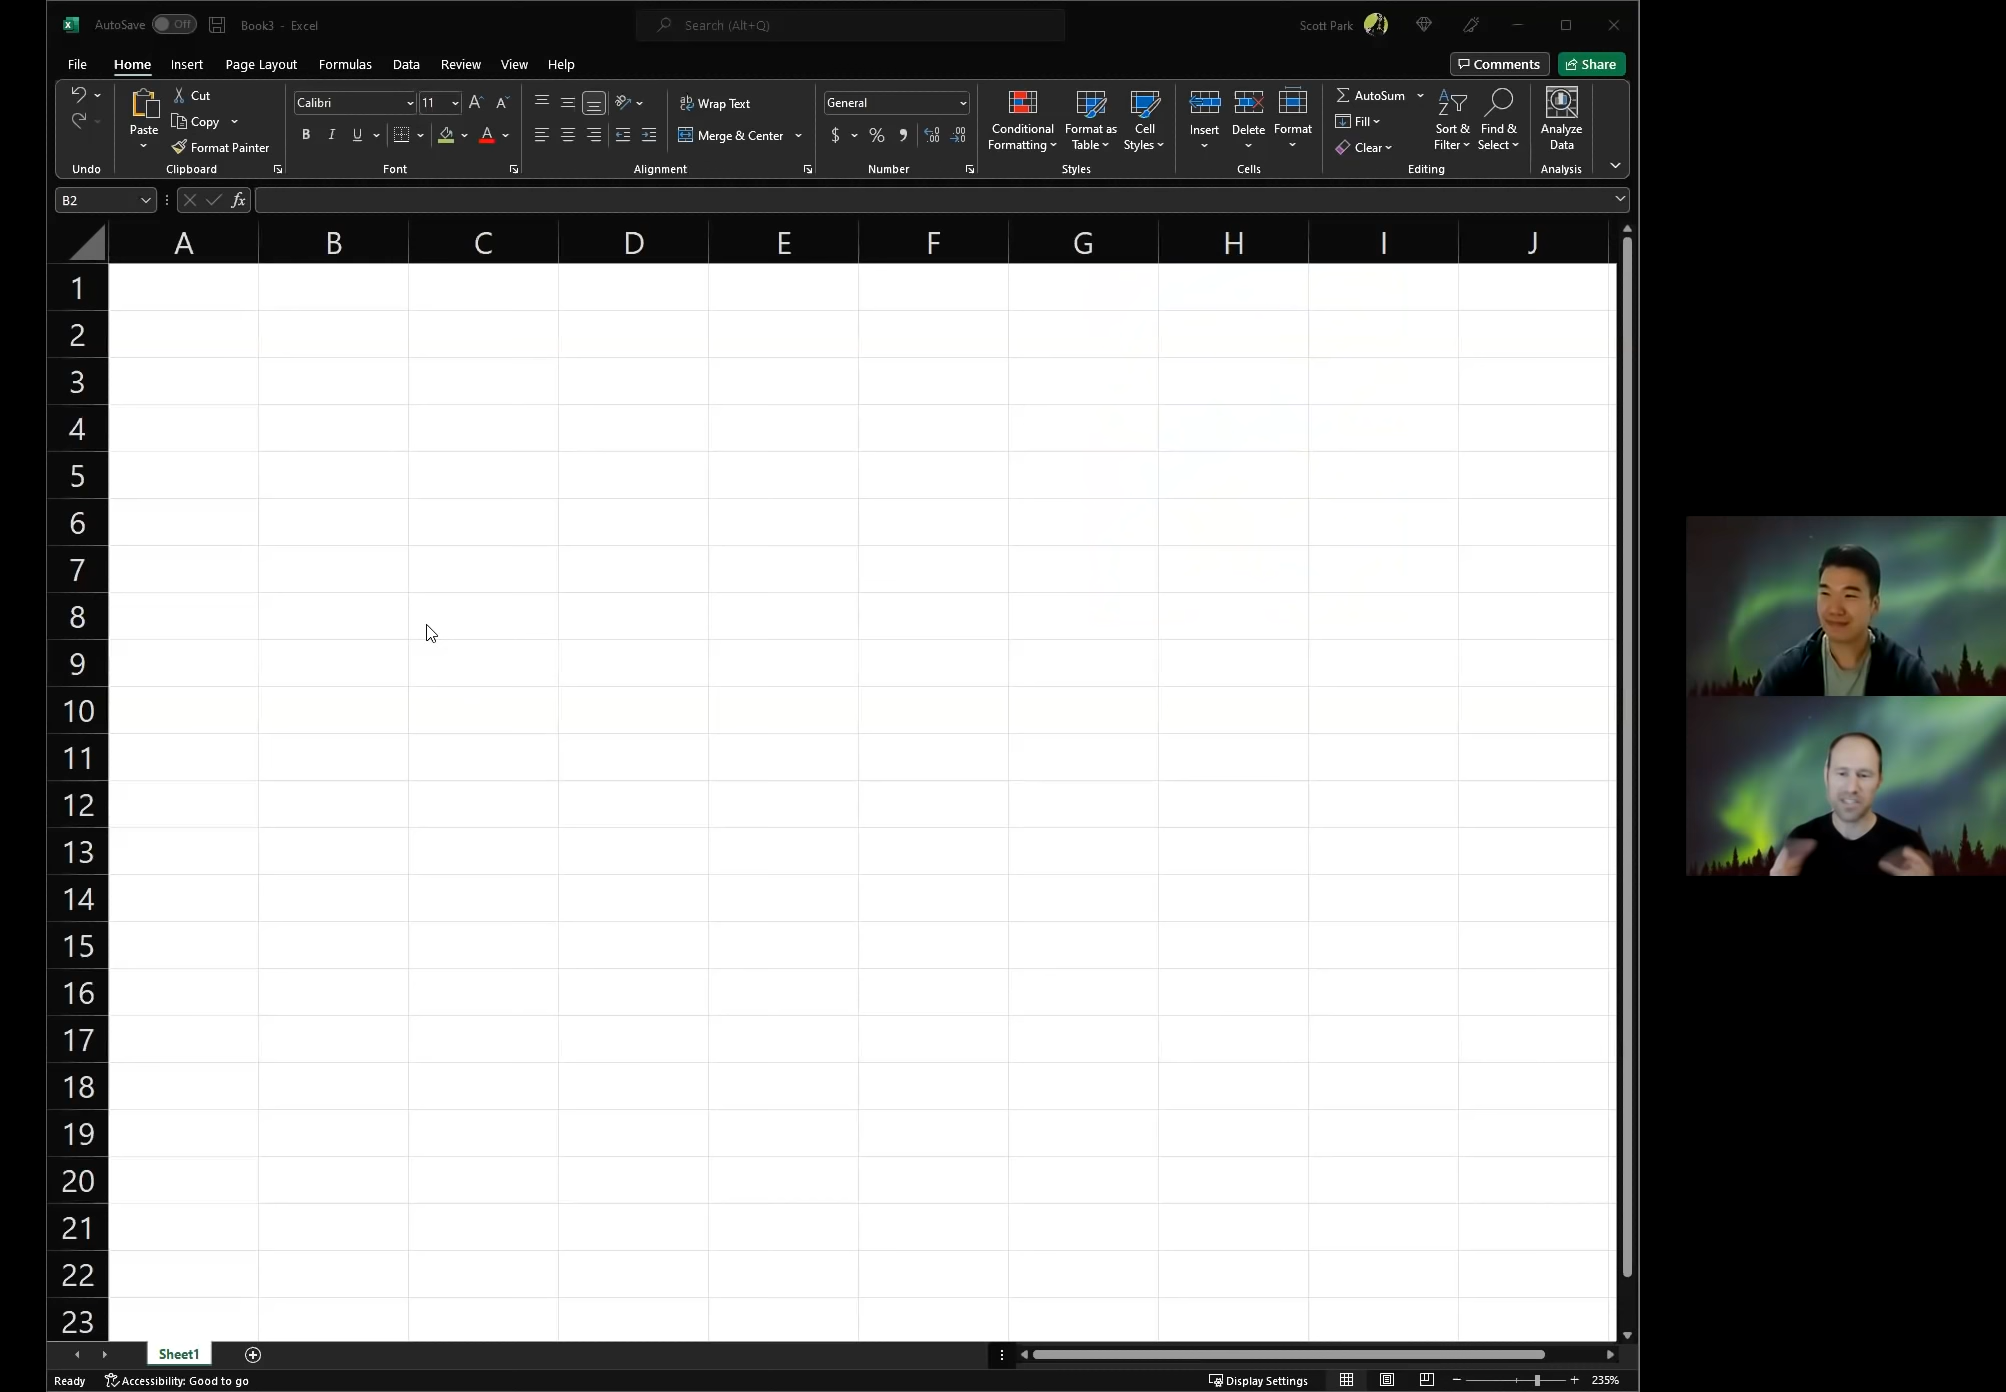 AutoSave Off Book3 - Excel Search (Alt+Q) Scott Park
File Home Insert Page Layout Formulas Data Review View Help Comments Share
Paste Cut Copy Format Painter
Calibri 11 A A
B I U A
Wrap Text
Merge & Center
General
$ % 9
Conditional Formatting Format as Table Cell Styles
Insert Delete Format
AutoSum Fill Clear
Sort & Filter Find & Select
Analyze Data
Undo Clipboard Font Alignment Number Styles Cells Editing Analysis
B2 fx
A B C D E F G H I J
1
2
3
4
5
6
7
8
9
10
11
12
13
14
15
16
17
18
19
20
21
22
23
Sheet1
Ready Accessibility: Good to go Display Settings 235%